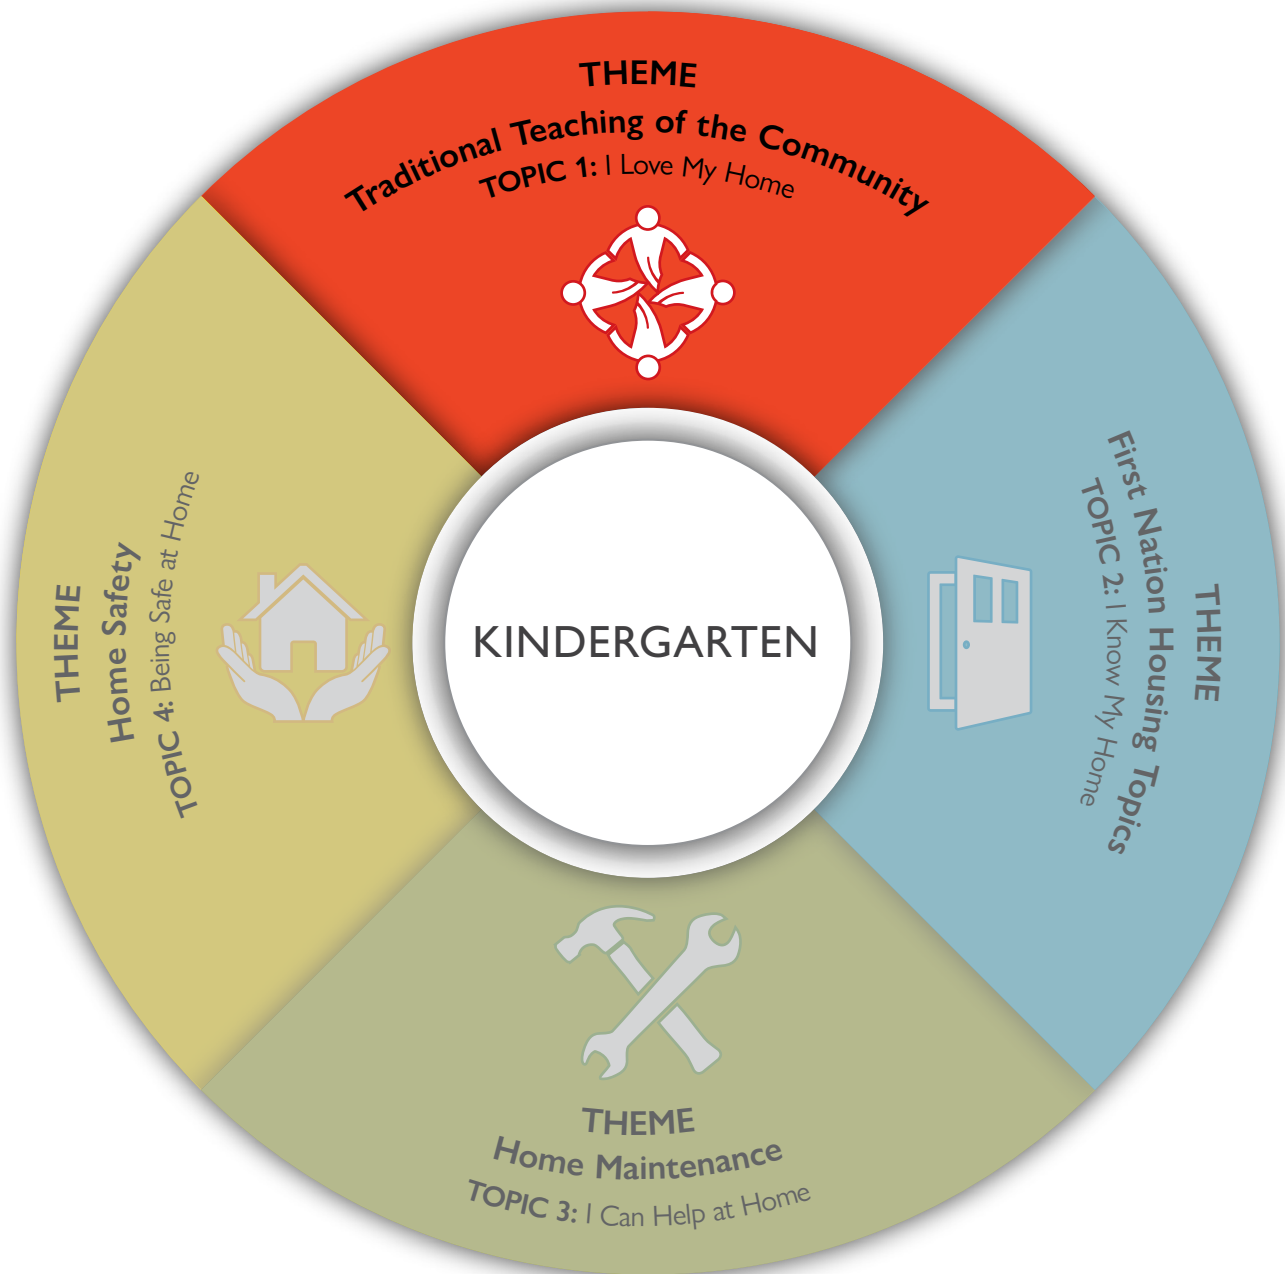 THEME
Traditional Teaching of the Community
TOPIC 1: I Love My Home
THEME
First Nation Housing Topics
TOPIC 2: I Know My Home
KINDERGARTEN
THEME
Home Maintenance
TOPIC 3: I Can Help at Home
THEME
Home Safety
TOPIC 4: Being Safe at Home